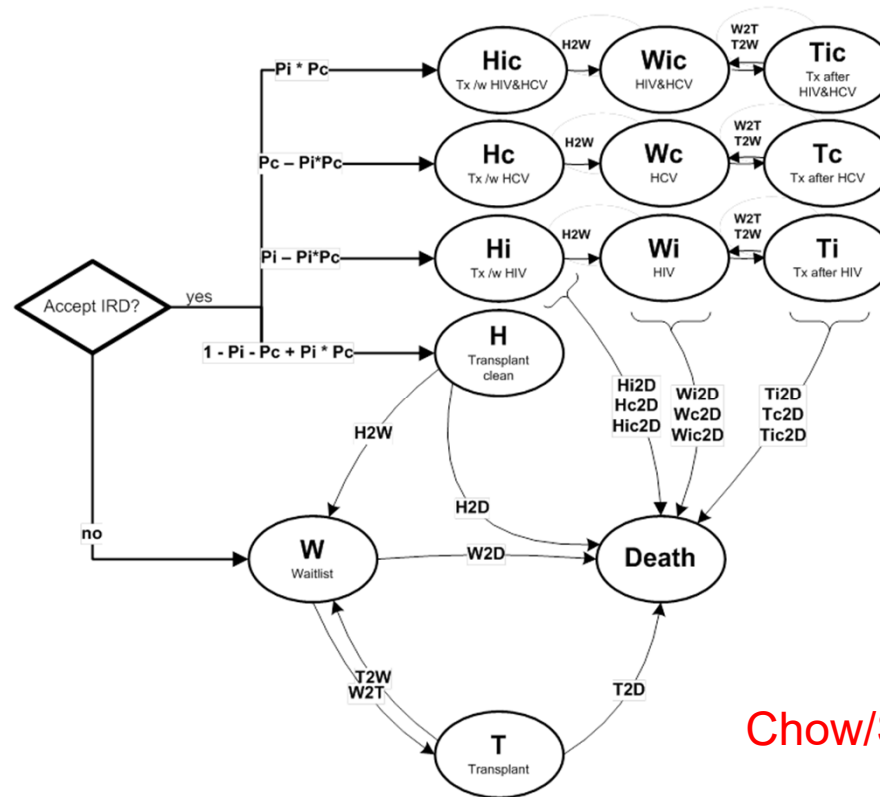 Pi * Pc
Hic
Tx /w HIV&HCV
H2W
Wic
HIV&HCV
W2T
T2W
Tic
Tx after
HIV&HCV
Pc – Pi*Pc
Hc
Tx /w HCV
H2W
Wc
HCV
W2T
T2W
Tc
Tx after HCV
Pi – Pi*Pc
Hi
Tx /w HIV
H2W
Wi
HIV
W2T
T2W
Ti
Tx after HIV
Accept IRD?
yes
1 - Pi - Pc + Pi * Pc
H
Transplant
clean
Hi2D
Hc2D
Hic2D
Wi2D
Wc2D
Wic2D
Ti2D
Tc2D
Tic2D
H2W
H2D
no
W
Waitlist
W2D
Death
T2W
W2T
T2D
T
Transplant
Chow/